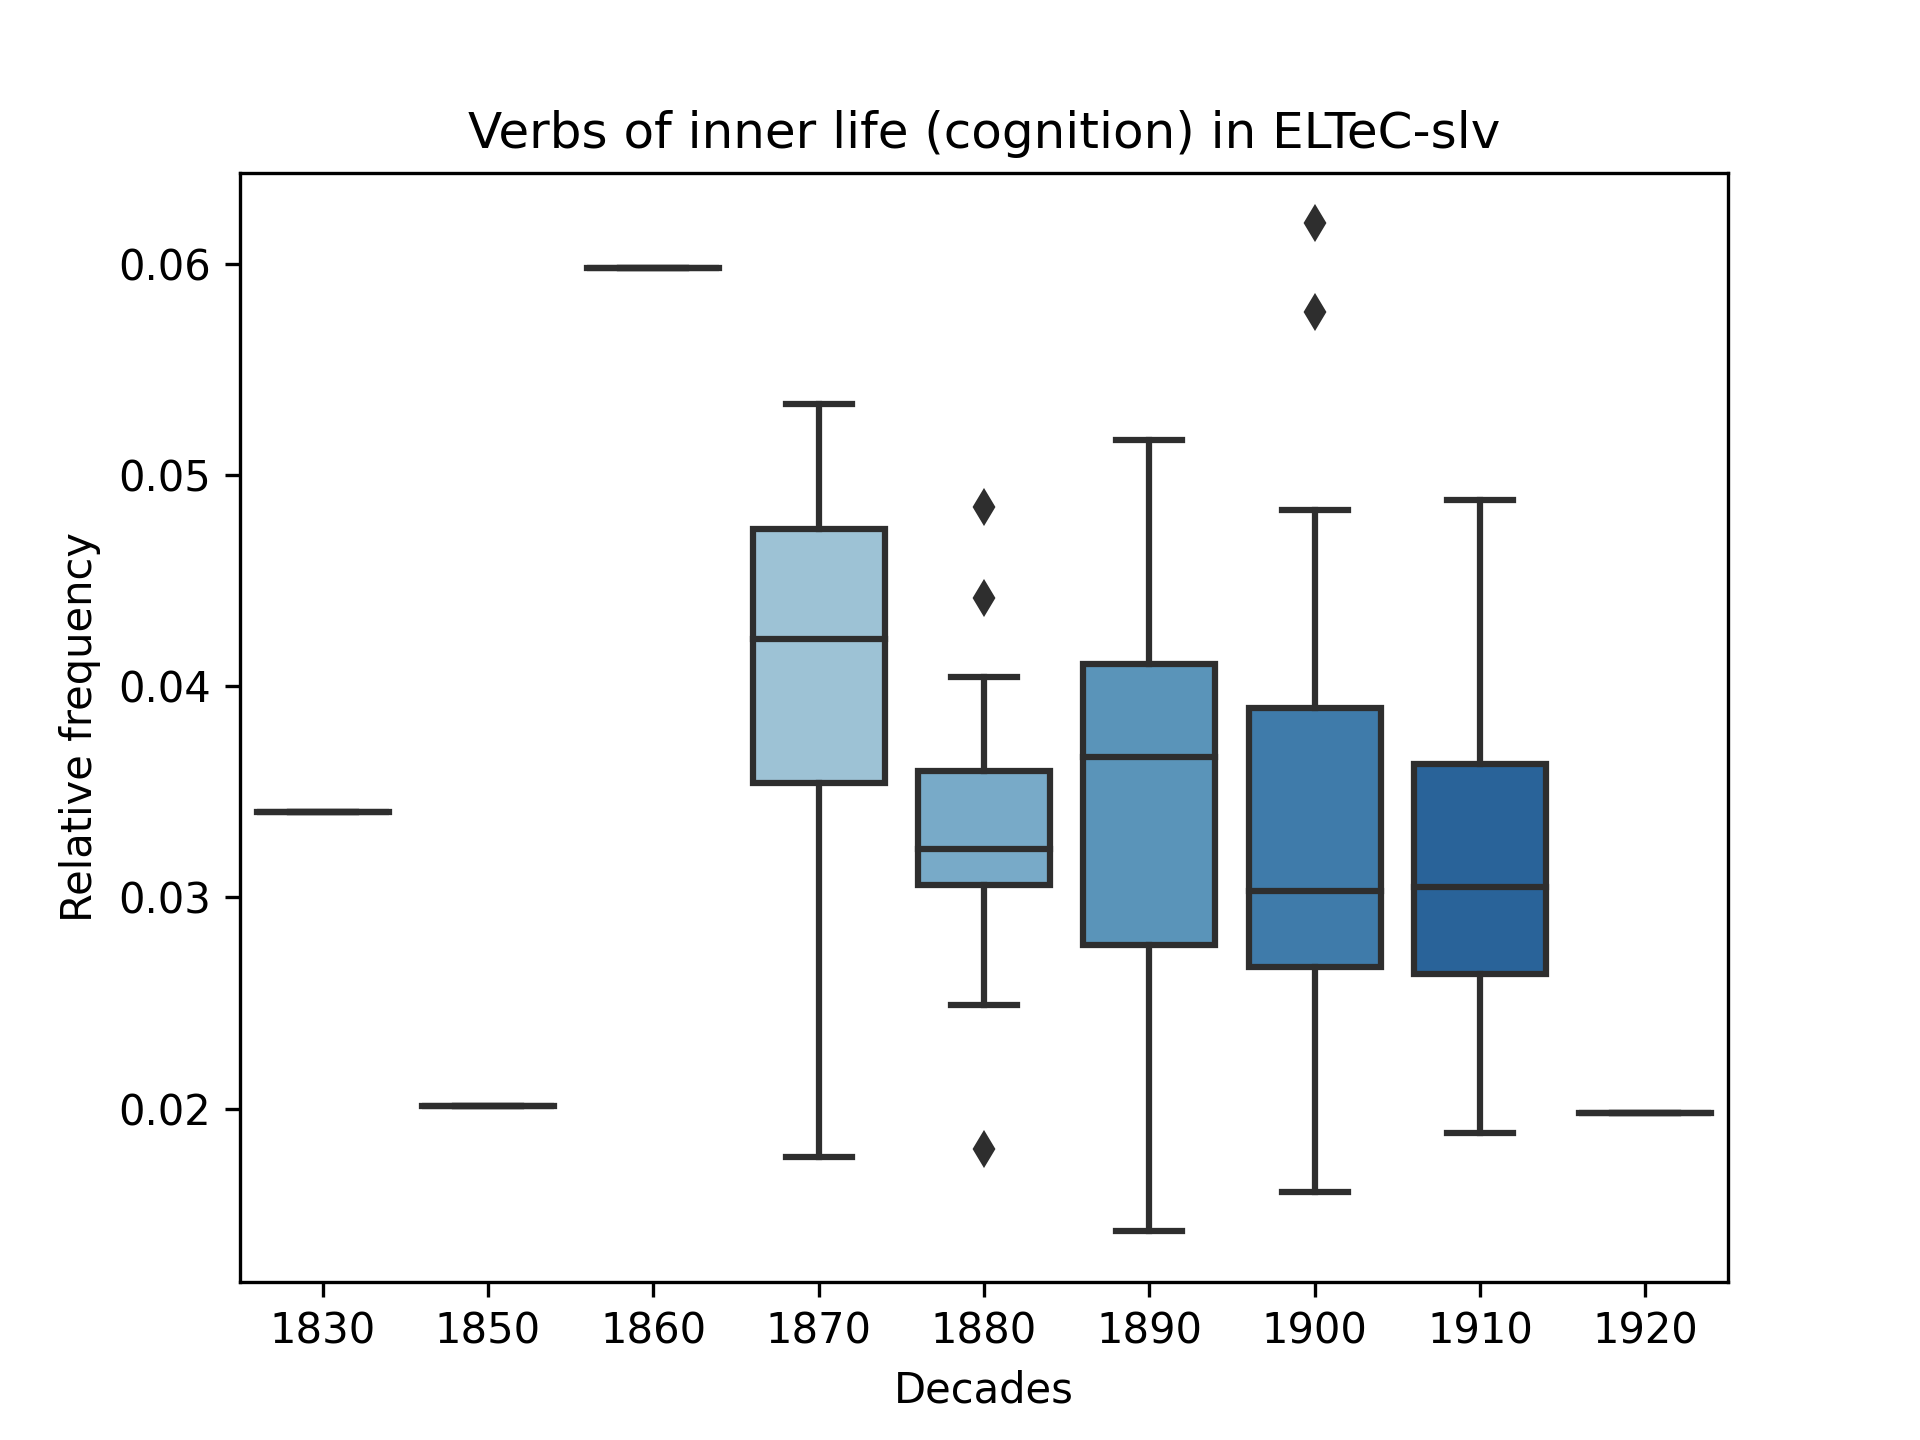 Verbs of inner life (cognition) in ELTeC-slv
Relative frequency
0.06
0.05
0.04
0.03
0.02
1830 1850 1860 1870 1880 1890 1900 1910 1920
Decades